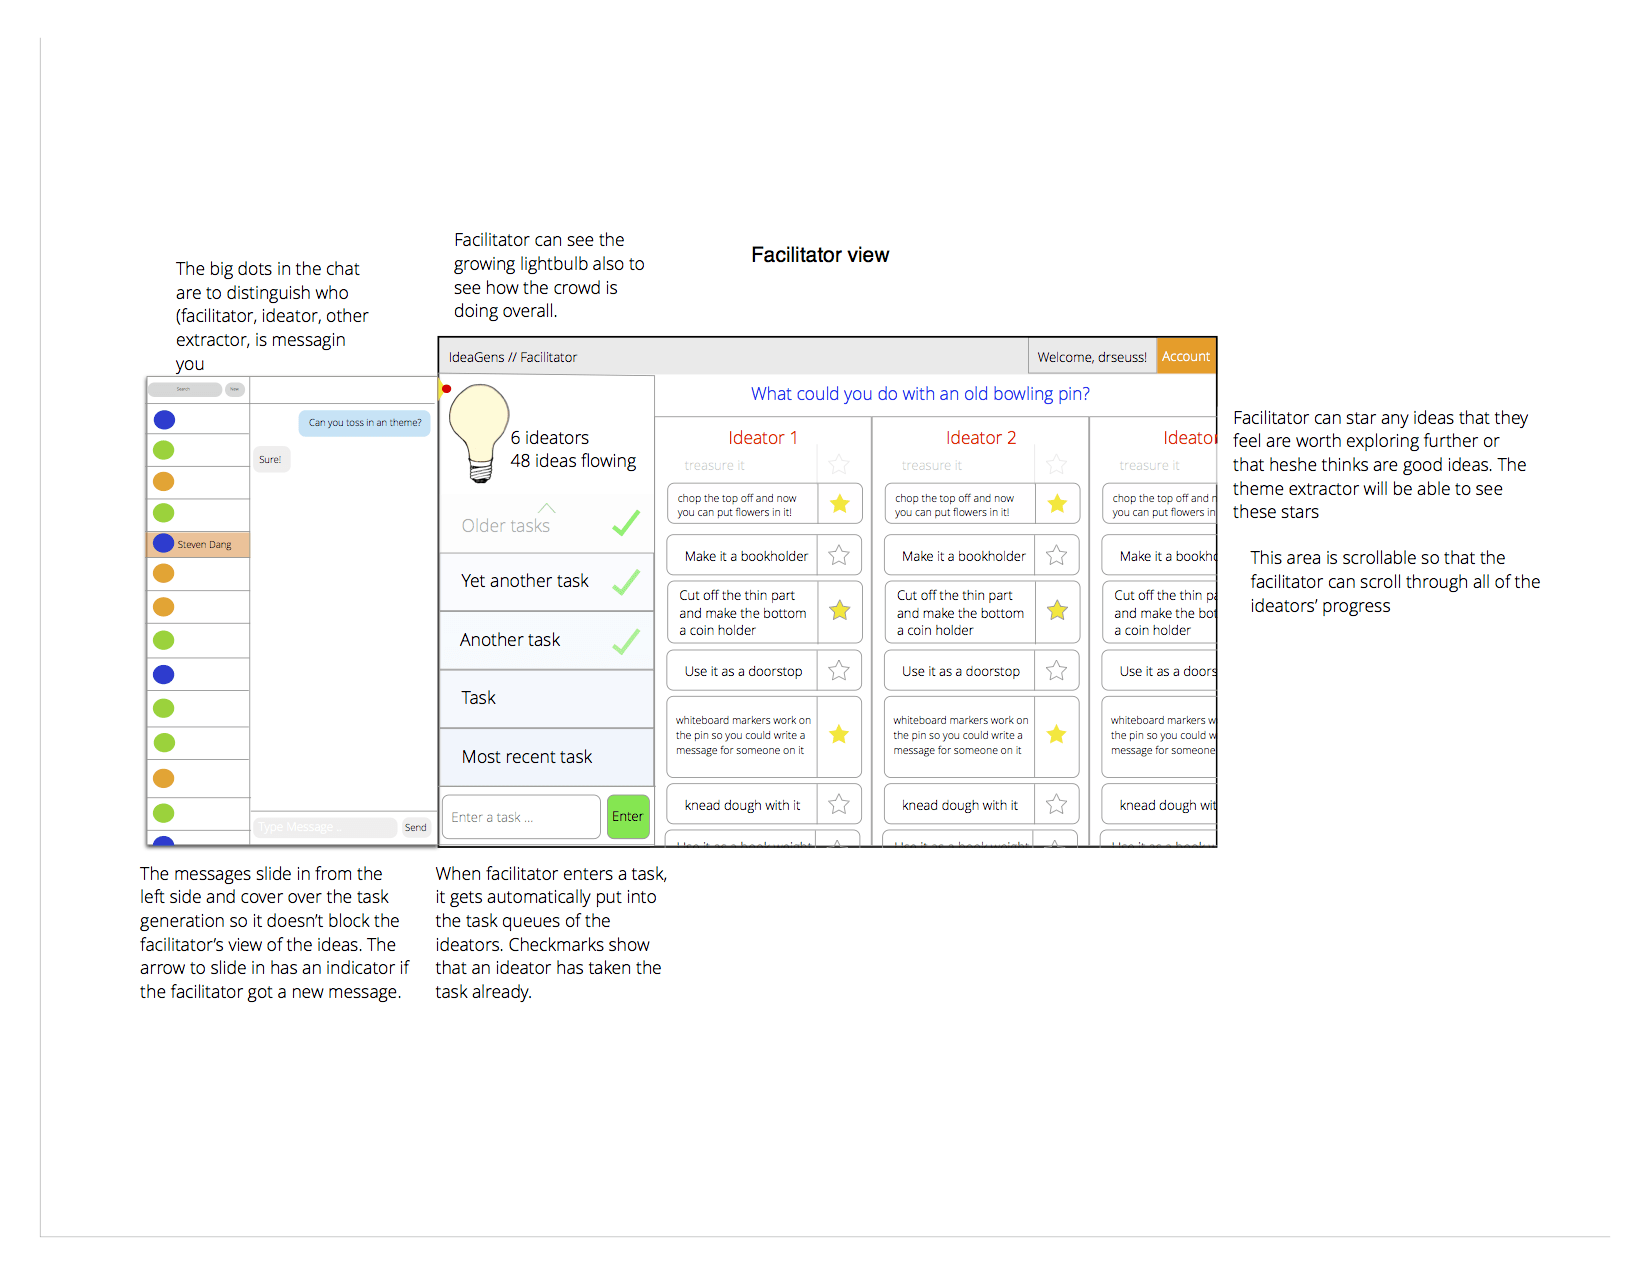 Facilitator view
Facilitator can see the
growing lightbulb also to
see how the crowd is
doing overall.
The big dots in the chat
are to distinguish who
(facilitator, ideator, other
extractor, is messagin
you
Search
New
Can you toss in an theme?
Sure!
Steven Dang
Type Message ..
Send
IdeaGens // Facilitator
Welcome, drseuss!
Account
6 ideators
48 ideas flowing
Older tasks
Yet another task
Another task
Task
Most recent task
Enter a task ...
Enter
What could you do with an old bowling pin?
Ideator 1
treasure it
chop the top off and now
you can put flowers in it!
Make it a bookholder
Cut off the thin part
and make the bottom
a coin holder
Use it as a doorstop
whiteboard markers work on
the pin so you could write a
message for someone on it
knead dough with it
Ideator 2
treasure it
chop the top off and now
you can put flowers in it!
Make it a bookholder
Cut off the thin part
and make the bottom
a coin holder
Use it as a doorstop
whiteboard markers work on
the pin so you could write a
message for someone on it
knead dough with it
Ideato
treasure it
chop the top off and n
you can put flowers in
Make it a bookho
Cut off the thin pa
and make the bot
a coin holder
Use it as a doors
whiteboard markers w
the pin so you could w
message for someone
knead dough wit
Facilitator can star any ideas that they
feel are worth exploring further or
that heshe thinks are good ideas. The
theme extractor will be able to see
these stars
This area is scrollable so that the
facilitator can scroll through all of the
ideators’ progress
The messages slide in from the
left side and cover over the task
generation so it doesn’t block the
facilitator’s view of the ideas. The
arrow to slide in has an indicator if
the facilitator got a new message.
When facilitator enters a task,
it gets automatically put into
the task queues of the
ideators. Checkmarks show
that an ideator has taken the
task already.